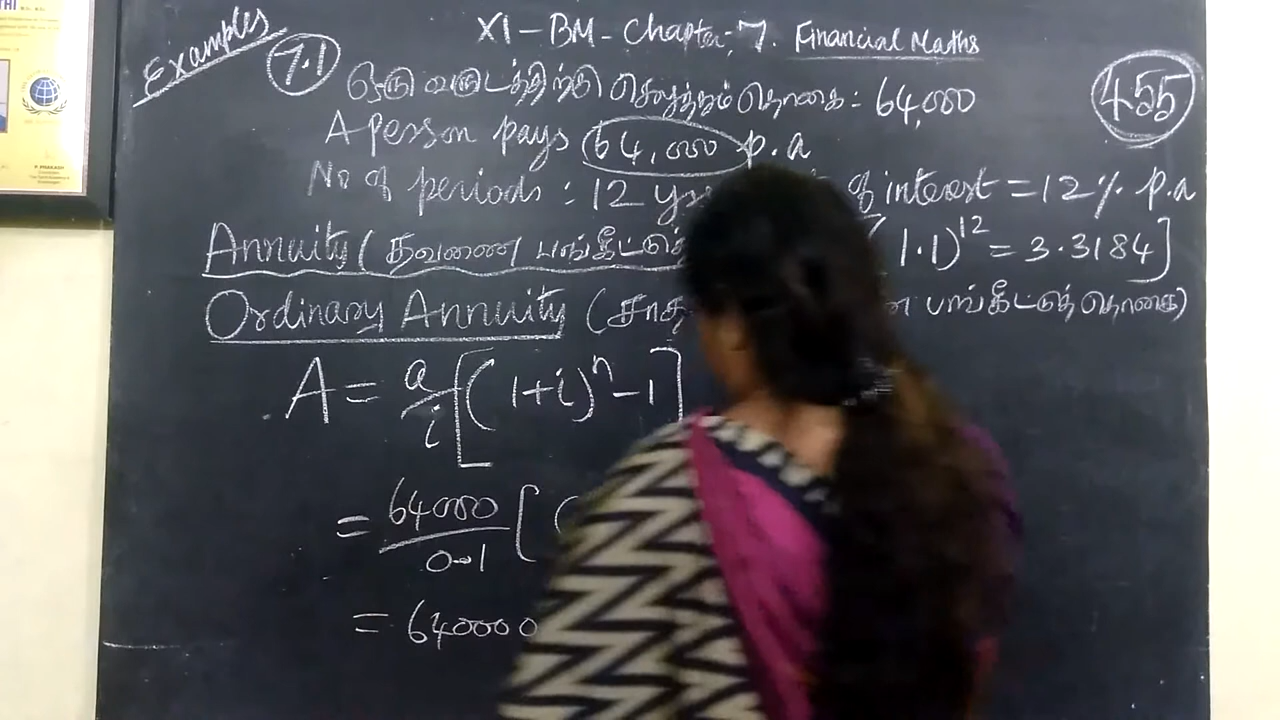 Examples
XI - BM - Chapter; 7. Financial Maths
7.1
ஒரு வருடத்திற்கு செலுத்தும் தொகை : 64,000
455
A person pays 64,000 p.a
No of periods : 12 yrs of interest = 12% p.a
Annuity ( தவணை பங்கீட்டுத் ( 1.1)^12 = 3.3184]
Ordinary Annuity ( பங்கீட்டுத் தொகை)
A = a/i [(1+i)^n - 1]
= 64000/0.1 [ (
= 640000